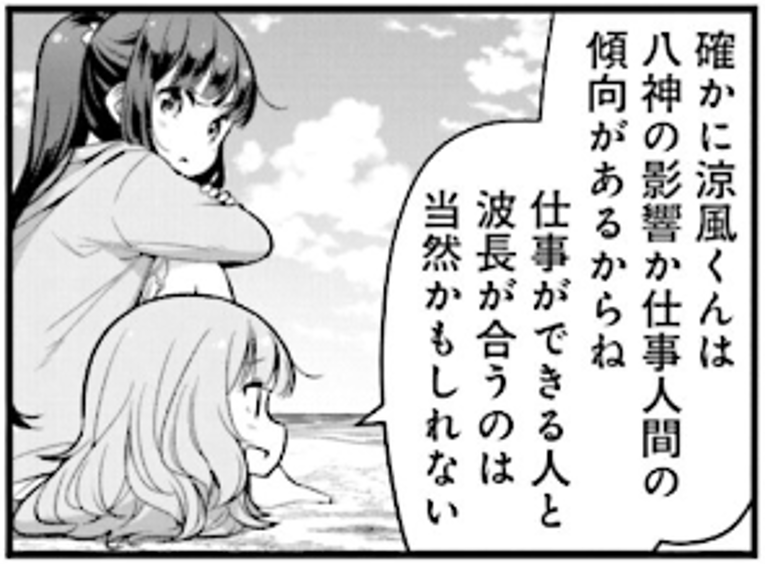 確かに涼風くんは
八神の影響か仕事人間の
傾向があるからね
仕事ができる人と
波長が合うのは
当然かもしれない